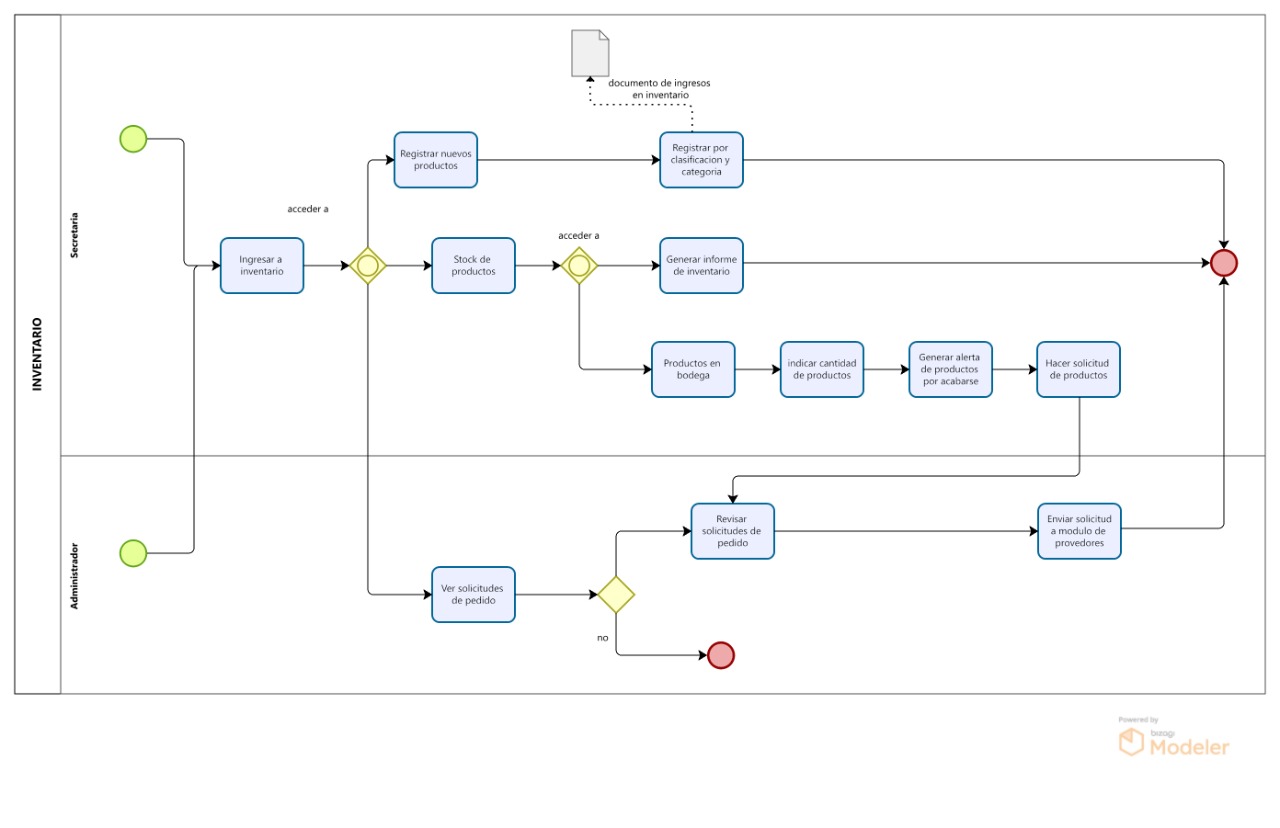 INVENTARIO
Secretaria
Administrador
documento de ingresos
en inventario
Registrar nuevos
productos
Registrar por
clasificacion y
categoria
acceder a
Ingresar a
inventario
Stock de
productos
acceder a
Generar informe
de inventario
Productos en
bodega
indicar cantidad
de productos
Generar alerta
de productos
por acabarse
Hacer solicitud
de productos
Revisar
solicitudes de
pedido
Enviar solicitud
a modulo de
provedores
Ver solicitudes
de pedido
no
Powered by
bizagi
Modeler